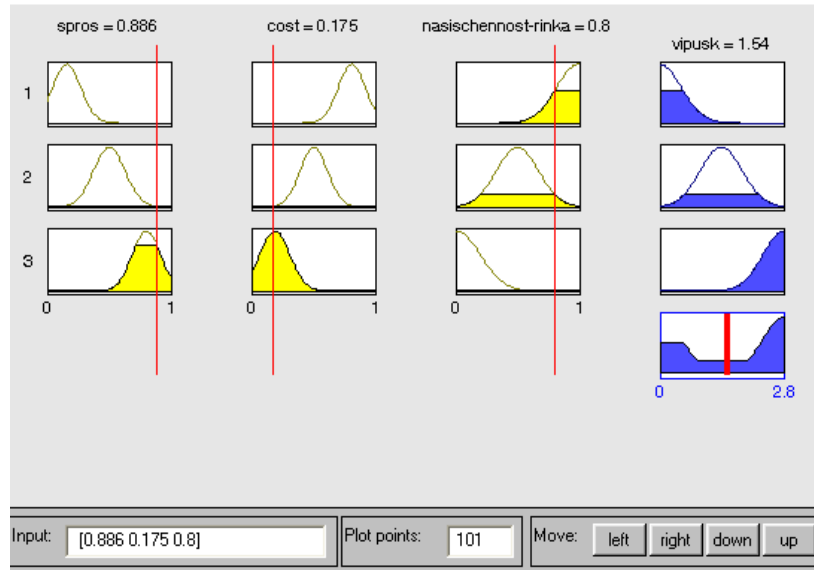 spros = 0.886 cost = 0.175 nasischennost-rinka = 0.8 vipusk = 1.54
1
2
3
0 1 0 1 0 1
0 2.8
Input: [0.886 0.175 0.8] Plot points: 101 Move: left right down up